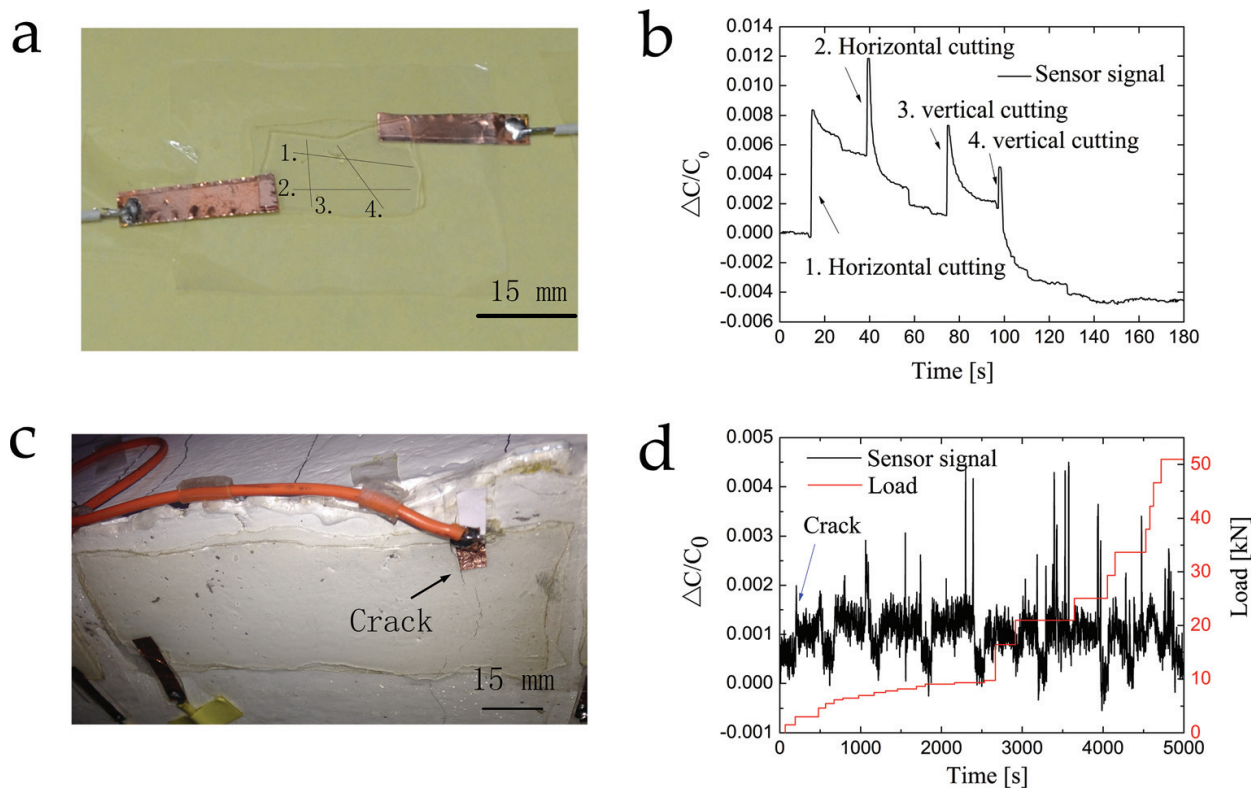 a
1.
2.
3.
4.
15 mm
b
0.014
0.012
0.010
0.008
0.006
0.004
0.002
0.000
-0.002
-0.004
-0.006
ΔC/C0
2. Horizontal cutting
Sensor signal
3. vertical cutting
4. vertical cutting
1. Horizontal cutting
0 20 40 60 80 100 120 140 160 180
Time [s]
c
Crack
15 mm
d
0.005
0.004
0.003
0.002
0.001
0.000
-0.001
ΔC/C0
Sensor signal
Load
Crack
50
40
30
20
10
0
Load [kN]
0 1000 2000 3000 4000 5000
Time [s]